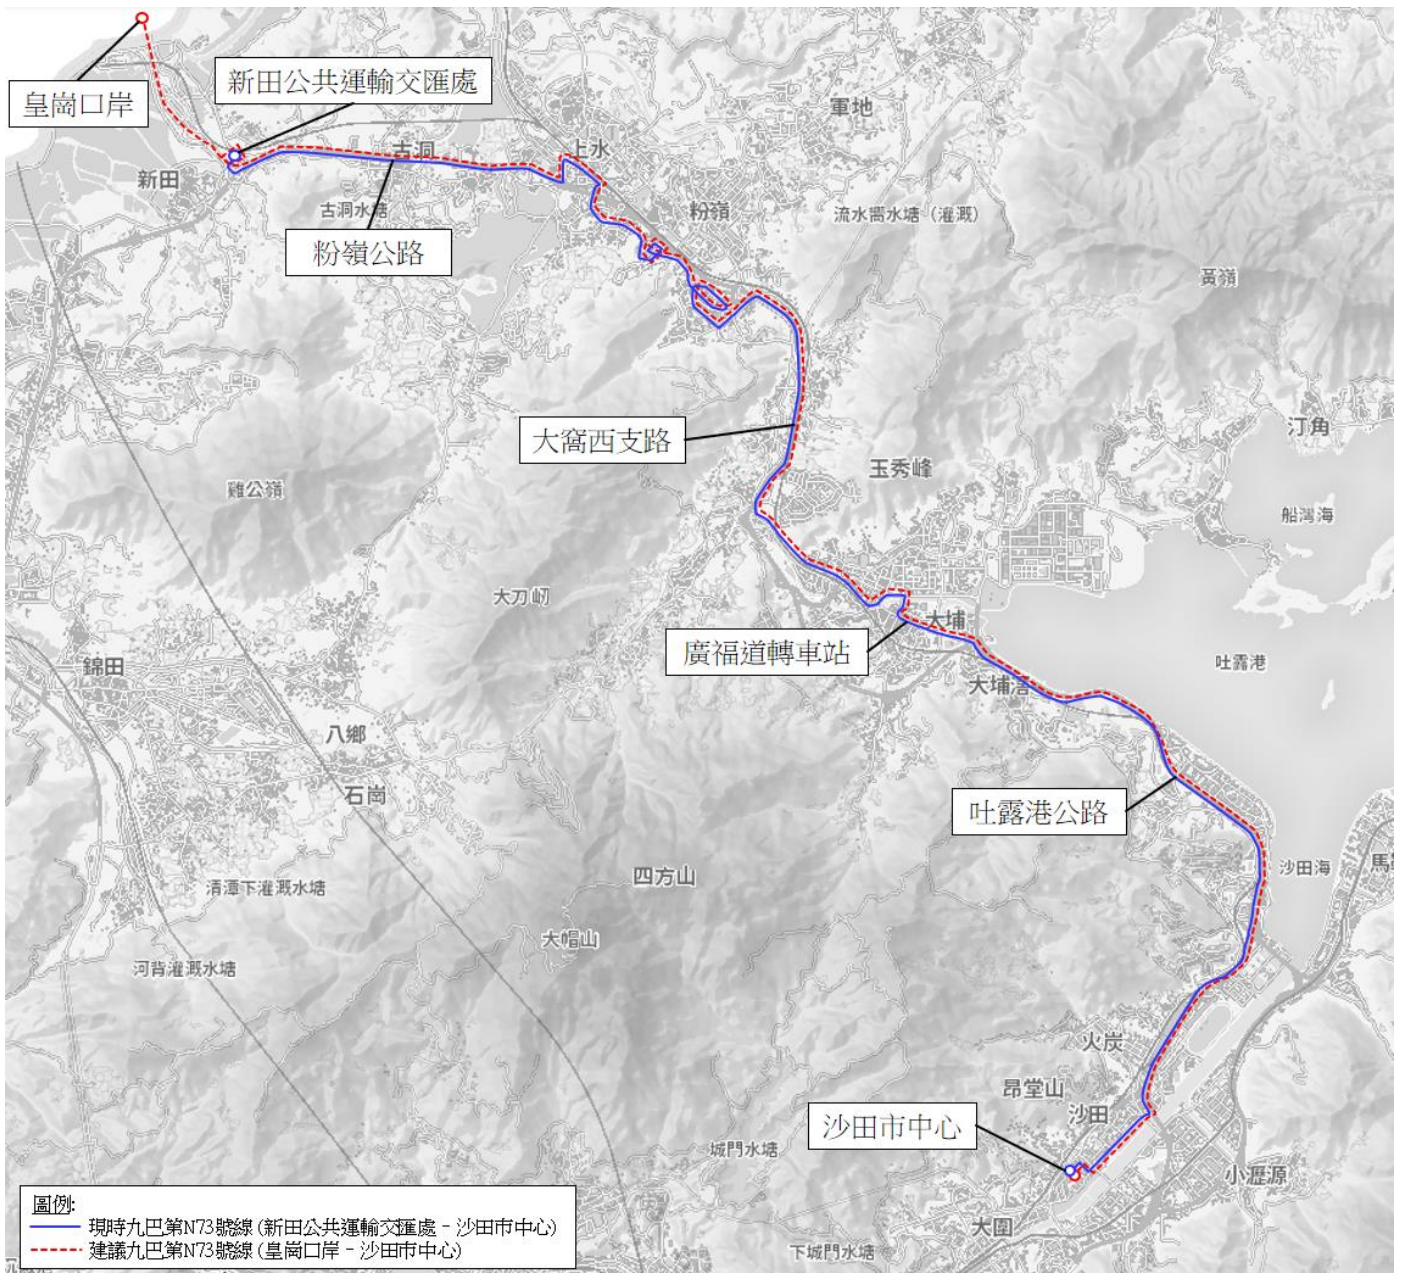 新田公共運輸交匯處
皇崗口岸
軍地
古洞
上水
新田
古洞水塘
粉嶺
流水響水塘（灌溉）
粉嶺公路
黃嶺
大窩西支路
汀角
玉秀峰
雞公嶺
船灣海
大刀屻
大埔
廣福道轉車站
錦田
吐露港
大埔滘
八鄉
石崗
吐露港公路
四方山
沙田海
清潭下灌溉水塘
大帽山
河背灌溉水塘
火炭
昂堂山
沙田
沙田市中心
城門水塘
小瀝源
大圍
下城門水塘
圖例:
現時九巴第N73號線 (新田公共運輸交匯處 - 沙田市中心)
建議九巴第N73號線 (皇崗口岸 - 沙田市中心)